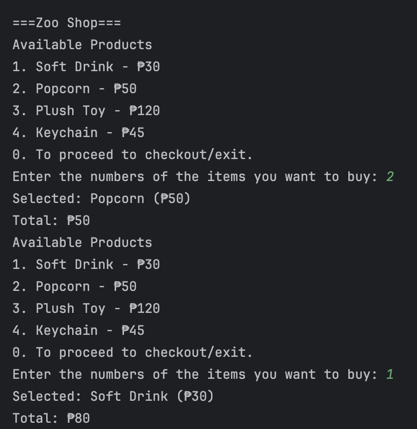 ===Zoo Shop===
Available Products
1. Soft Drink - ₱30
2. Popcorn - ₱50
3. Plush Toy - ₱120
4. Keychain - ₱45
0. To proceed to checkout/exit.
Enter the numbers of the items you want to buy: 2
Selected: Popcorn (₱50)
Total: ₱50
Available Products
1. Soft Drink - ₱30
2. Popcorn - ₱50
3. Plush Toy - ₱120
4. Keychain - ₱45
0. To proceed to checkout/exit.
Enter the numbers of the items you want to buy: 1
Selected: Soft Drink (₱30)
Total: ₱80